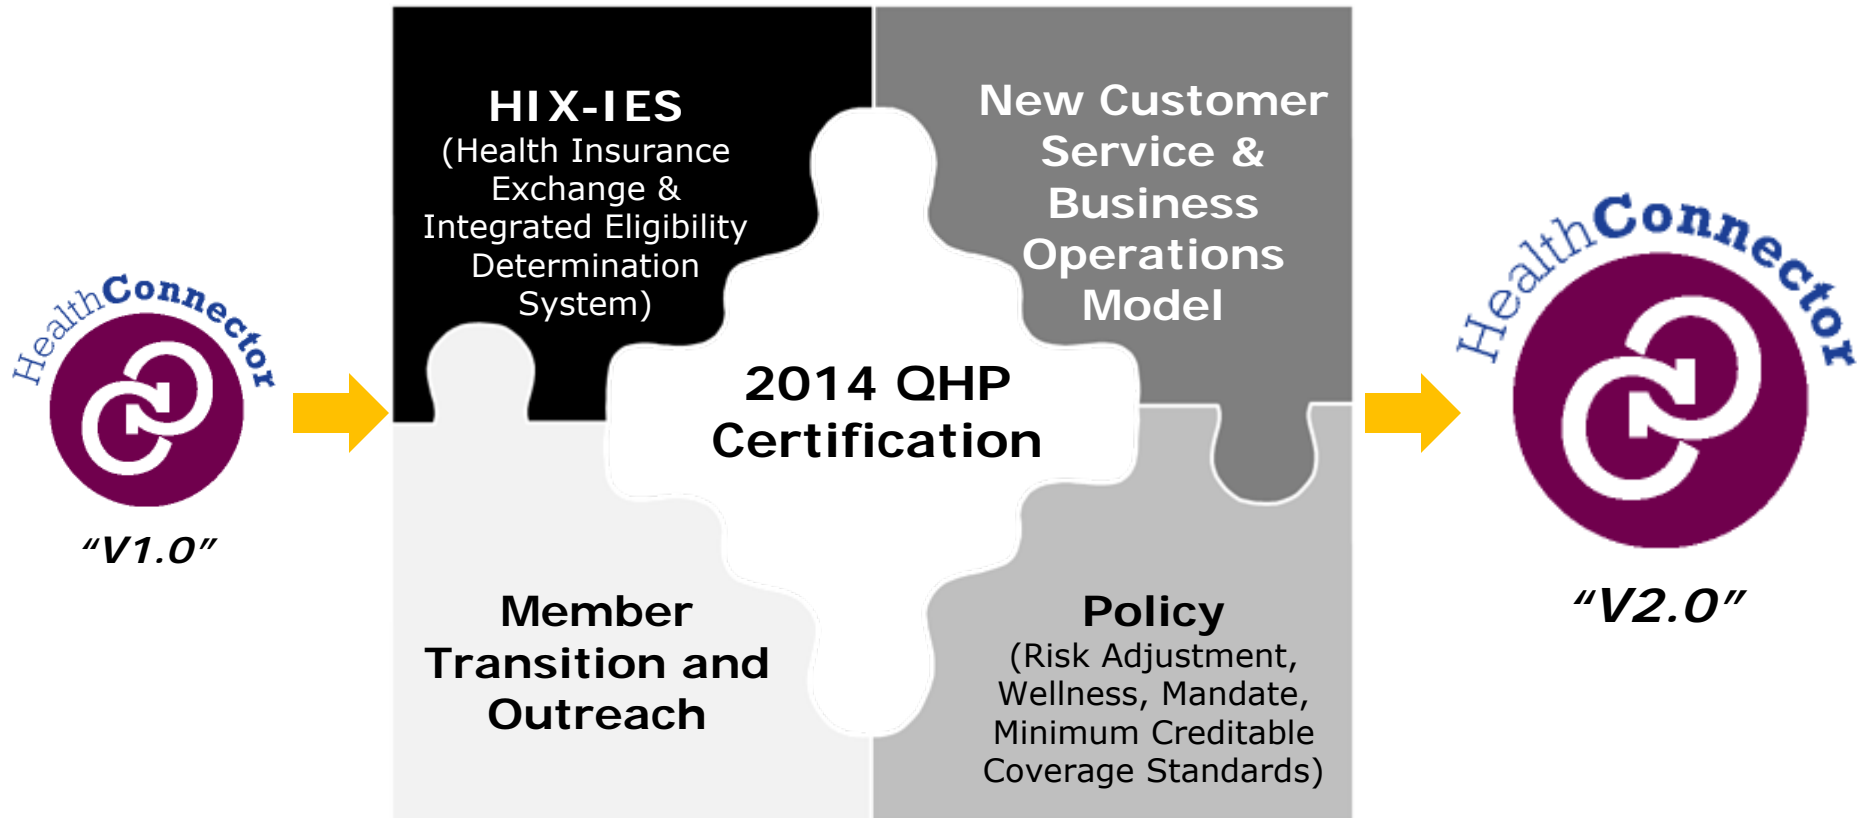 HealthConnector
“V1.0”
HIX-IES
(Health Insurance
Exchange &
Integrated Eligibility
Determination
System)
New Customer
Service &
Business
Operations
Model
2014 QHP
Certification
Member
Transition and
Outreach
Policy
(Risk Adjustment,
Wellness, Mandate,
Minimum Creditable
Coverage Standards)
HealthConnector
“V2.0”